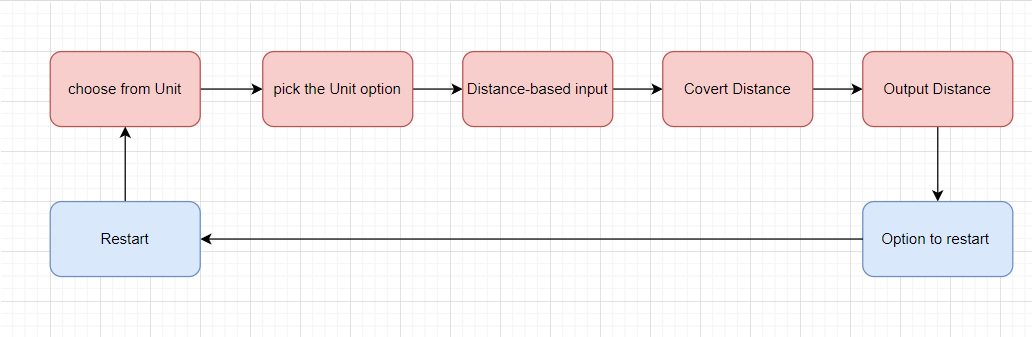 choose from Unit
pick the Unit option
Distance-based input
Covert Distance
Output Distance
Restart
Option to restart